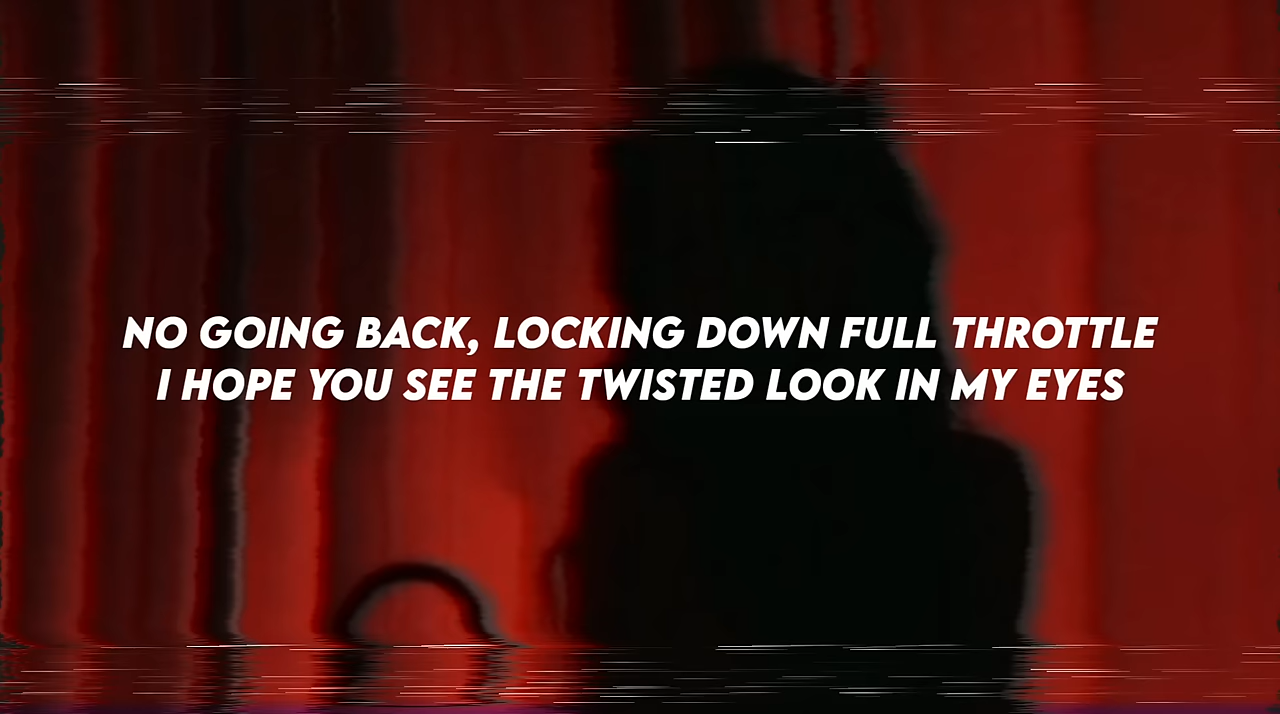 NO GOING BACK, LOCKING DOWN FULL THROTTLE
I HOPE YOU SEE THE TWISTED LOOK IN MY EYES